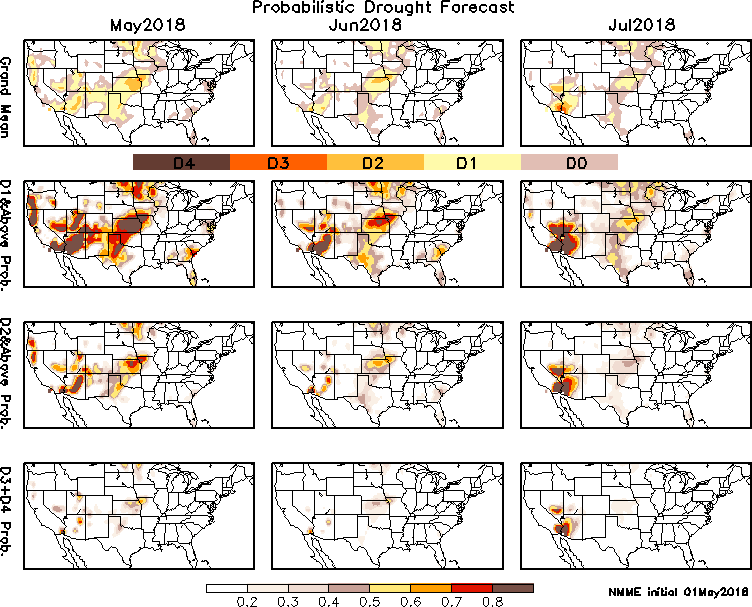 Probabilistic Drought Forecast
May2018 Jun2018 Jul2018
Grand Mean
D4 D3 D2 D1 D0
D1&Above Prob.
D2&Above Prob.
D3+D4 Prob.
0.2 0.3 0.4 0.5 0.6 0.7 0.8
NMME initial 01May2018